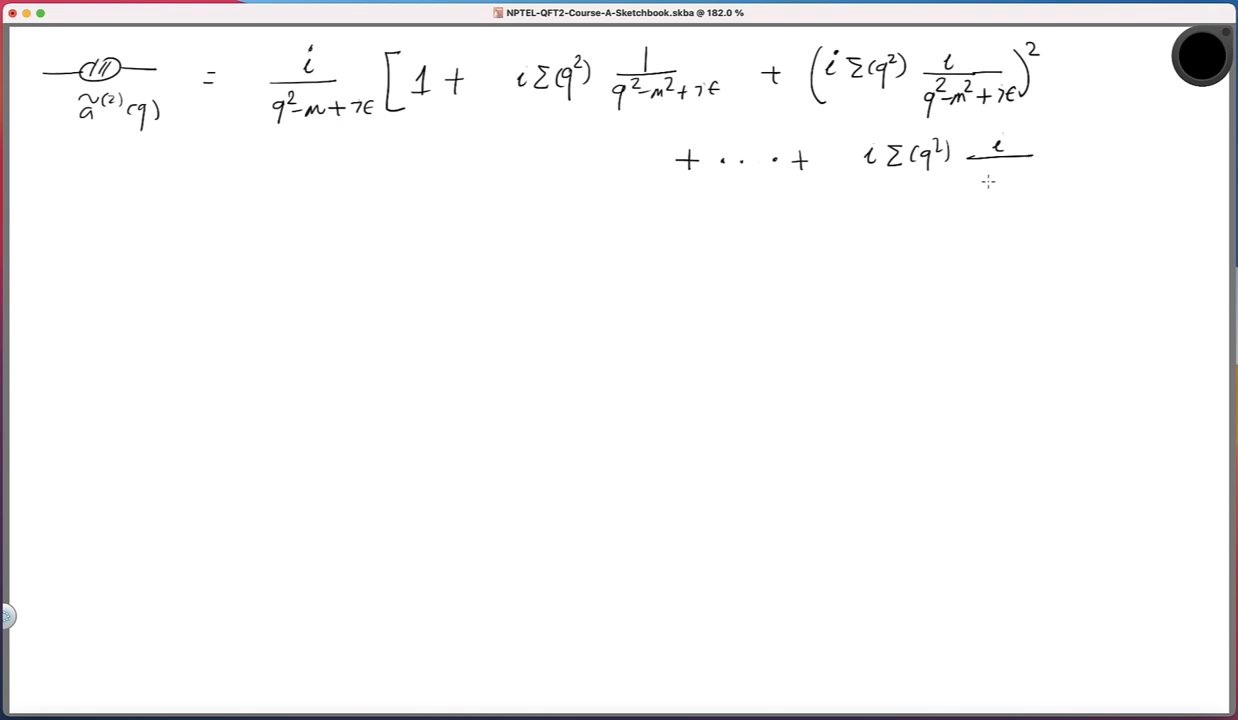 NPTEL-QFT2-Course-A-Sketchbook.skba @ 182.0 %
= i/(q²-m+iϵ) [1 + iΣ(q²) 1/(q²-m²+iϵ) + (iΣ(q²) i/(q²-m²+iϵ))²
ã⁽²⁾(q)
+ . . . + iΣ(q²) i/